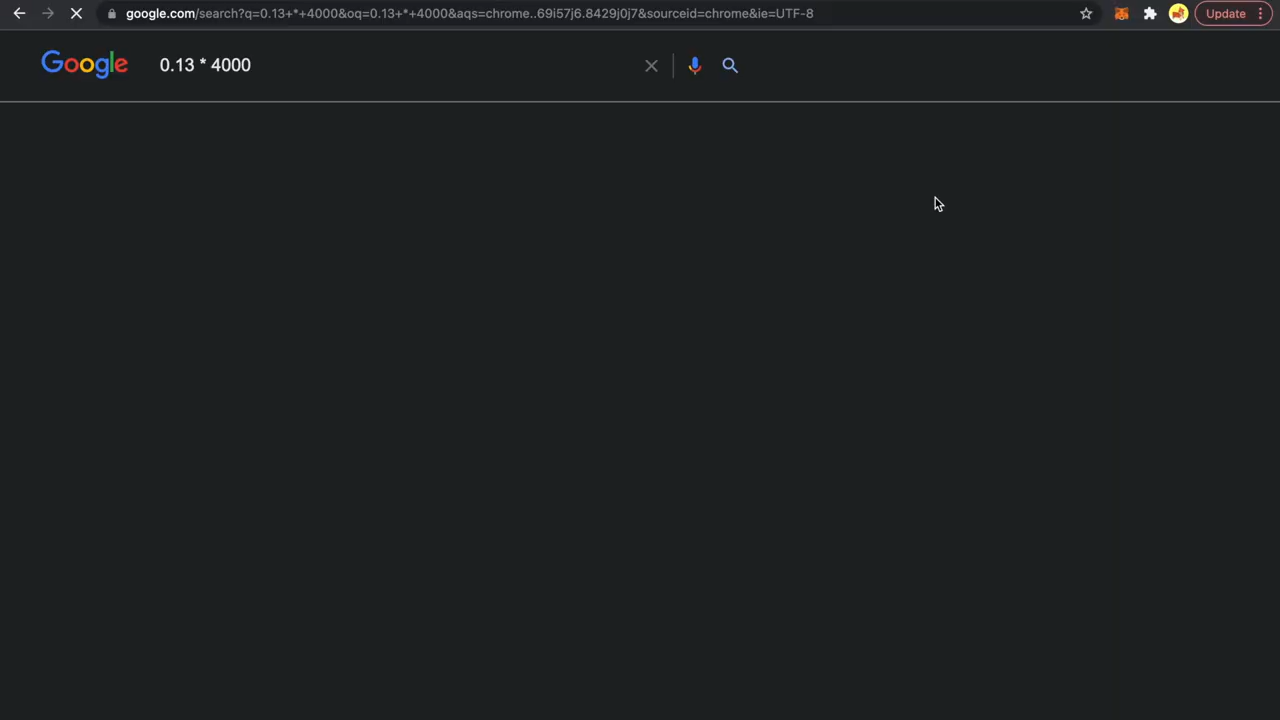 google.com/search?q=0.13+*+4000&oq=0.13+*+4000&aqs=chrome..69i57j6.8429j0j7&sourceid=chrome&ie=UTF-8
Update
Google
0.13 * 4000